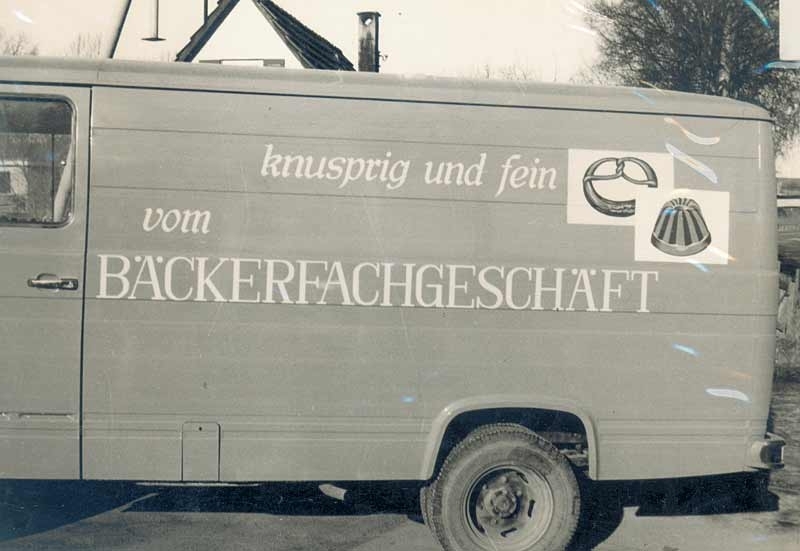 knusprig und fein
vom
BÄCKERFACHGESCHÄFT